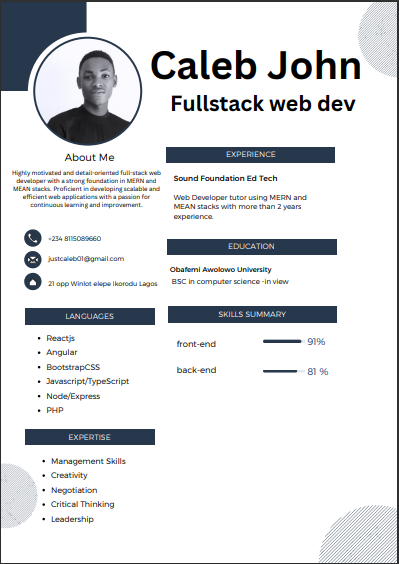 Caleb John
Fullstack web dev
About Me
Highly motivated and detail-oriented full-stack web
developer with a strong foundation in MERN and
MEAN stacks. Proficient in developing scalable and
efficient web applications with a passion for
continuous learning and improvement.
+234 8115089660
justcaleb01@gmail.com
21 opp Winlot elepe Ikorodu Lagos
LANGUAGES
Reactjs
Angular
BootstrapCSS
Javascript/TypeScript
Node/Express
PHP
EXPERTISE
Management Skills
Creativity
Negotiation
Critical Thinking
Leadership
EXPERIENCE
Sound Foundation Ed Tech
Web Developer tutor using MERN and
MEAN stacks with more than 2 years
experience.
EDUCATION
Obafemi Awolowo University
BSC in computer science -in view
SKILLS SUMMARY
front-end 91%
back-end 81 %